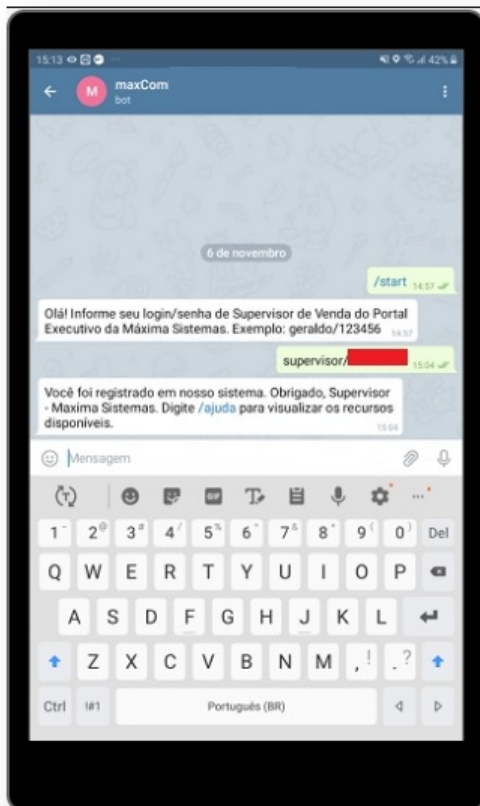 15:13
42%
M
maxComi
bot
6 de novembro
/start 14:57
Olá! Informe seu login/senha de Supervisor de Venda do Portal
Executivo da Máxima Sistemas. Exemplo: geraldo/123456 14:57
supervisor/ 15:04
Você foi registrado em nosso sistema. Obrigado, Supervisor
- Maxima Sistemas. Digite /ajuda para visualizar os recursos
disponíveis. 15:04
Mensagem
GIF
1 - 2 @ 3 # 4 / 5 % 6 ^ 7 & 8 * 9 ( 0 ) Del
Q W E R T Y U I O P
A S D F G H J K L
Z X C V B N M , ! . ?
Ctrl !#1 Português (BR)